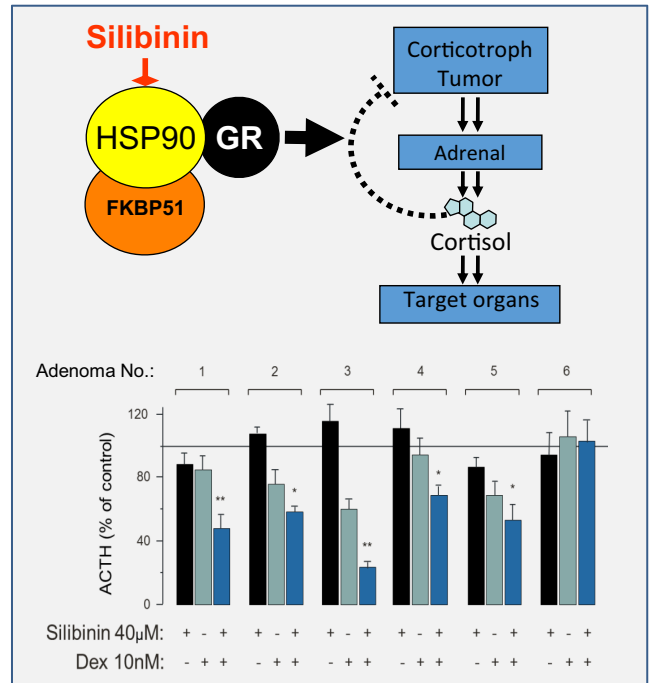 Silibinin
HSP90
GR
FKBP51
Corticotroph
Tumor
Adrenal
Cortisol
Target organs
Adenoma No.: 1 2 3 4 5 6
120
80
40
0
ACTH (% of control)
**
*
**
*
*
Silibinin 40µM: + - + + - + + - + + - + + - + + - +
Dex 10nM: - + + - + + - + + - + + - + + - + +